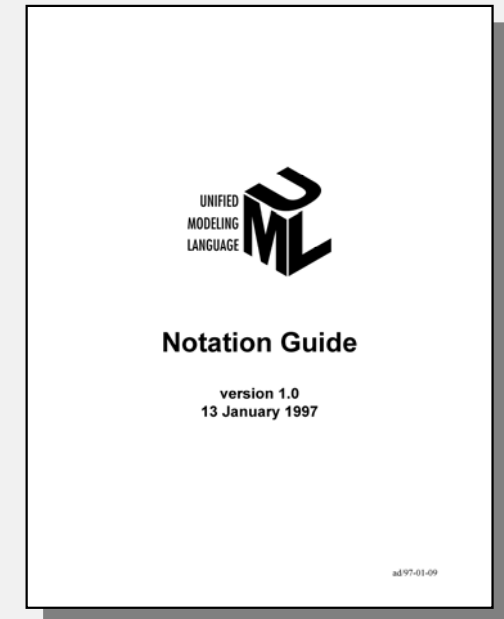 UNIFIED
MODELING
LANGUAGE
UML
Notation Guide
version 1.0
13 January 1997
ad/97-01-09